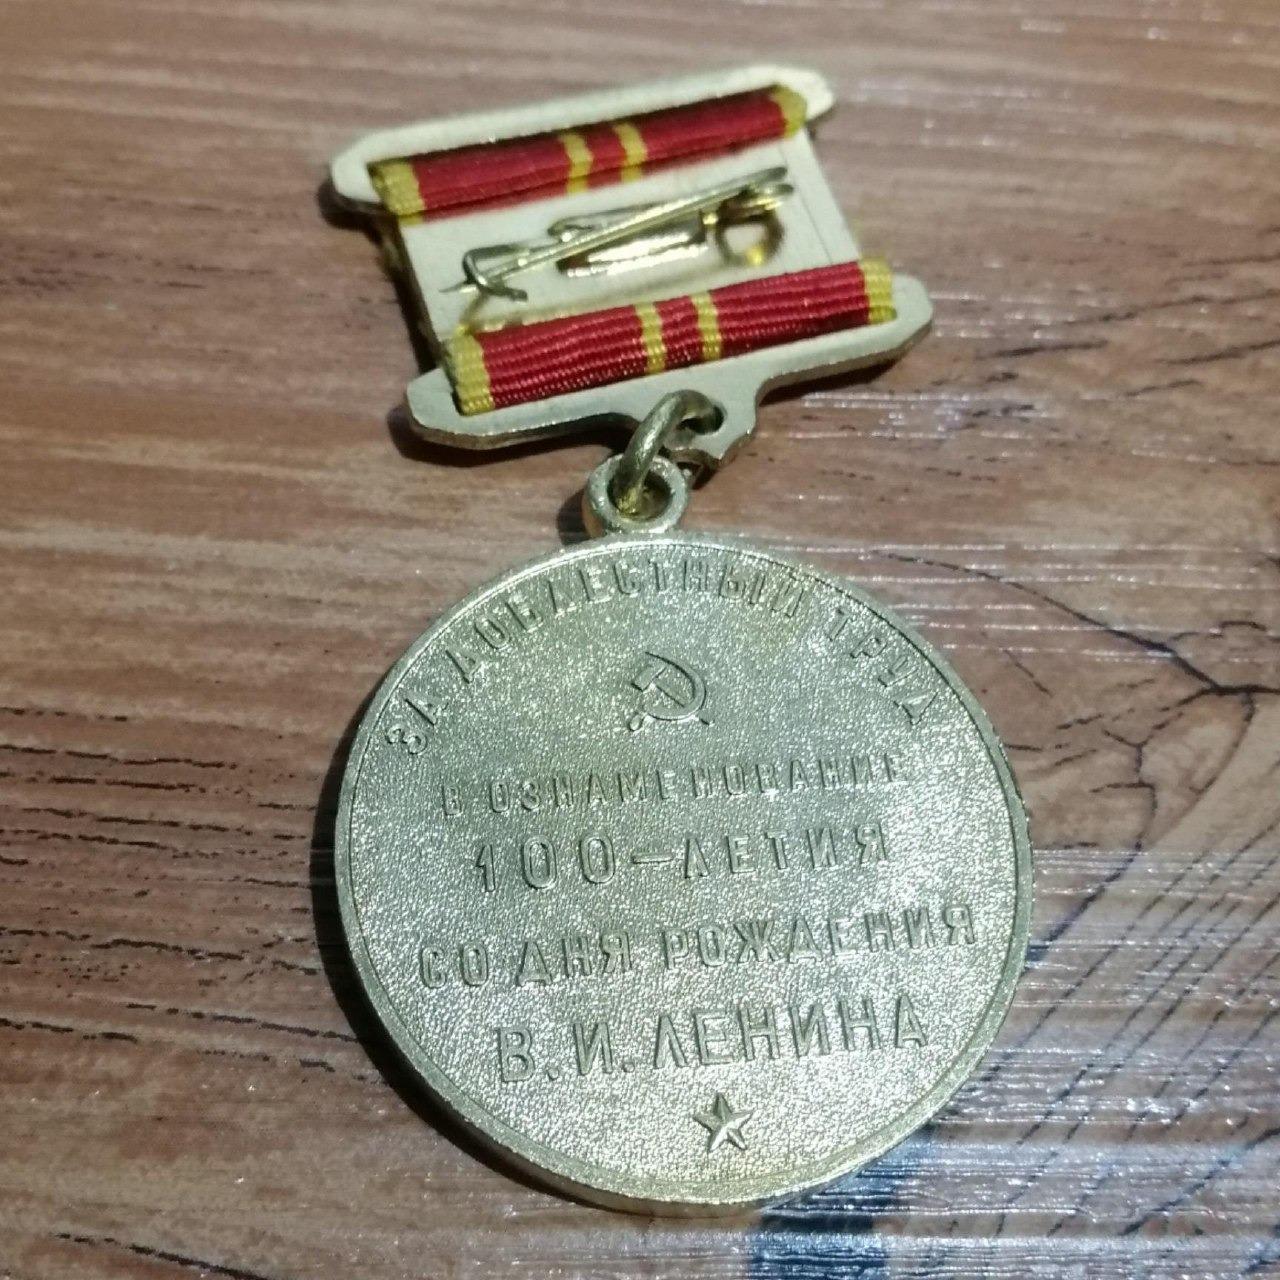 ЗА ДОБЛЕСТНЫЙ ТРУД
В ОЗНАМЕНОВАНИЕ
100-ЛЕТИЯ
СО ДНЯ РОЖДЕНИЯ
В. И. ЛЕНИНА